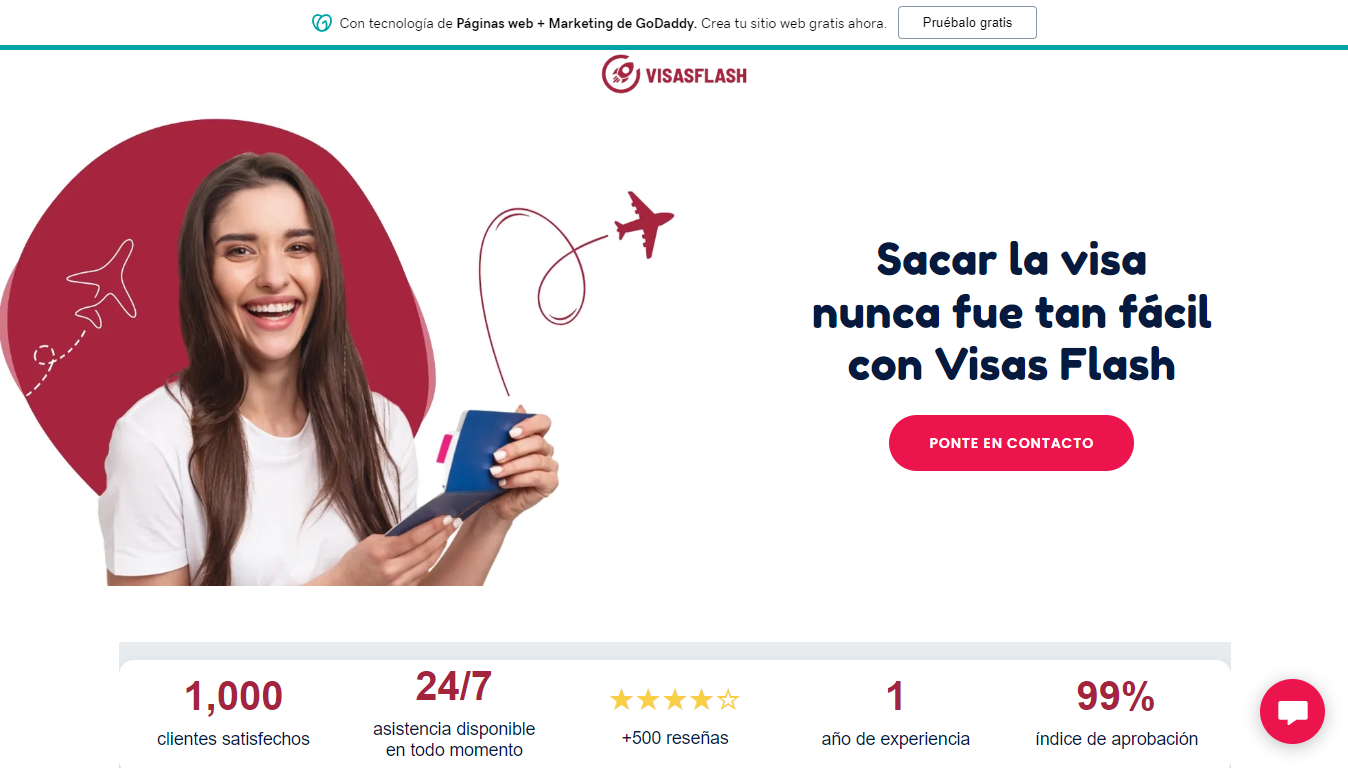 Con tecnología de Páginas web + Marketing de GoDaddy. Crea tu sitio web gratis ahora.
Pruébalo gratis
VISASFLASH
Sacar la visa
nunca fue tan fácil
con Visas Flash
PONTE EN CONTACTO
1,000
clientes satisfechos
24/7
asistencia disponible
en todo momento
+500 reseñas
1
año de experiencia
99%
índice de aprobación